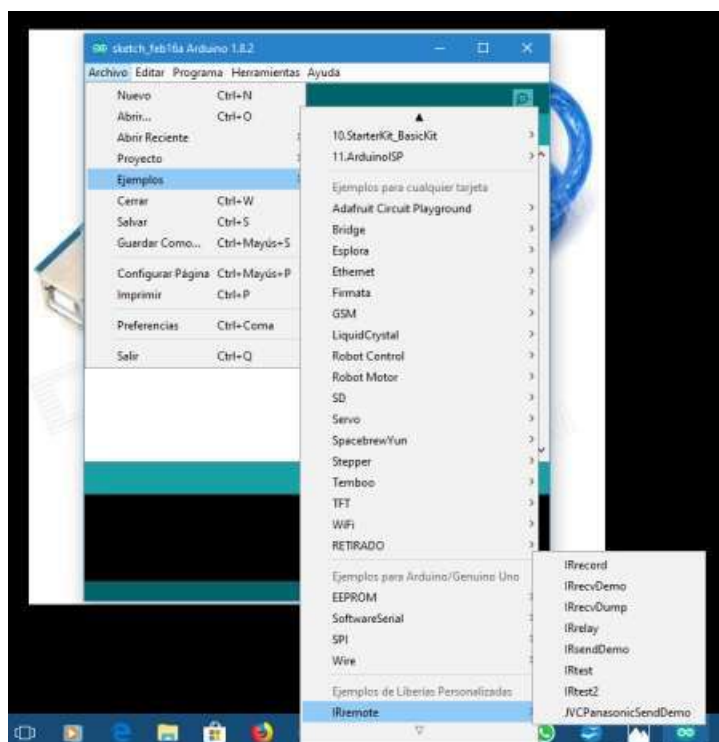 sketch_feb16a Arduino 1.8.2
Archivo Editar Programa Herramientas Ayuda
Nuevo Ctrl+N
Abrir... Ctrl+O
Abrir Reciente
Proyecto
Ejemplos
Cerrar Ctrl+W
Salvar Ctrl+S
Guardar Como... Ctrl+Mayús+S
Configurar Página Ctrl+Mayús+P
Imprimir Ctrl+P
Preferencias Ctrl+Coma
Salir Ctrl+Q
10.StarterKit_BasicKit
11.ArduinoISP
Ejemplos para cualquier tarjeta
Adafruit Circuit Playground
Bridge
Esplora
Ethernet
Firmata
GSM
LiquidCrystal
Robot Control
Robot Motor
SD
Servo
SpacebrewYun
Stepper
Temboo
TFT
WiFi
RETIRADO
Ejemplos para Arduino/Genuino Uno
EEPROM
SoftwareSerial
SPI
Wire
Ejemplos de Liberias Personalizadas
IRremote
IRrecord
IRrecvDemo
IRrecvDump
IRrelay
IRsendDemo
IRtest
IRtest2
JVCPanasonicSendDemo